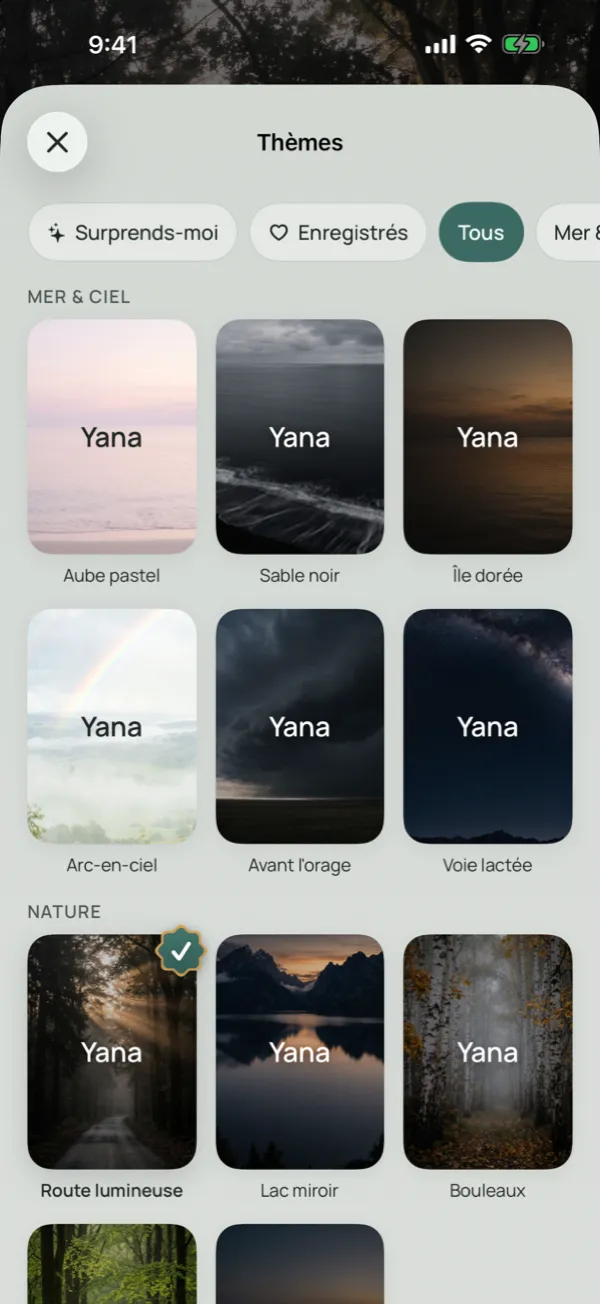 9:41
Thèmes
Surprends-moi
Enregistrés
Tous
Mer &
MER & CIEL
Yana
Yana
Yana
Aube pastel
Sable noir
Île dorée
Yana
Yana
Yana
Arc-en-ciel
Avant l'orage
Voie lactée
NATURE
Yana
Yana
Yana
Route lumineuse
Lac miroir
Bouleaux